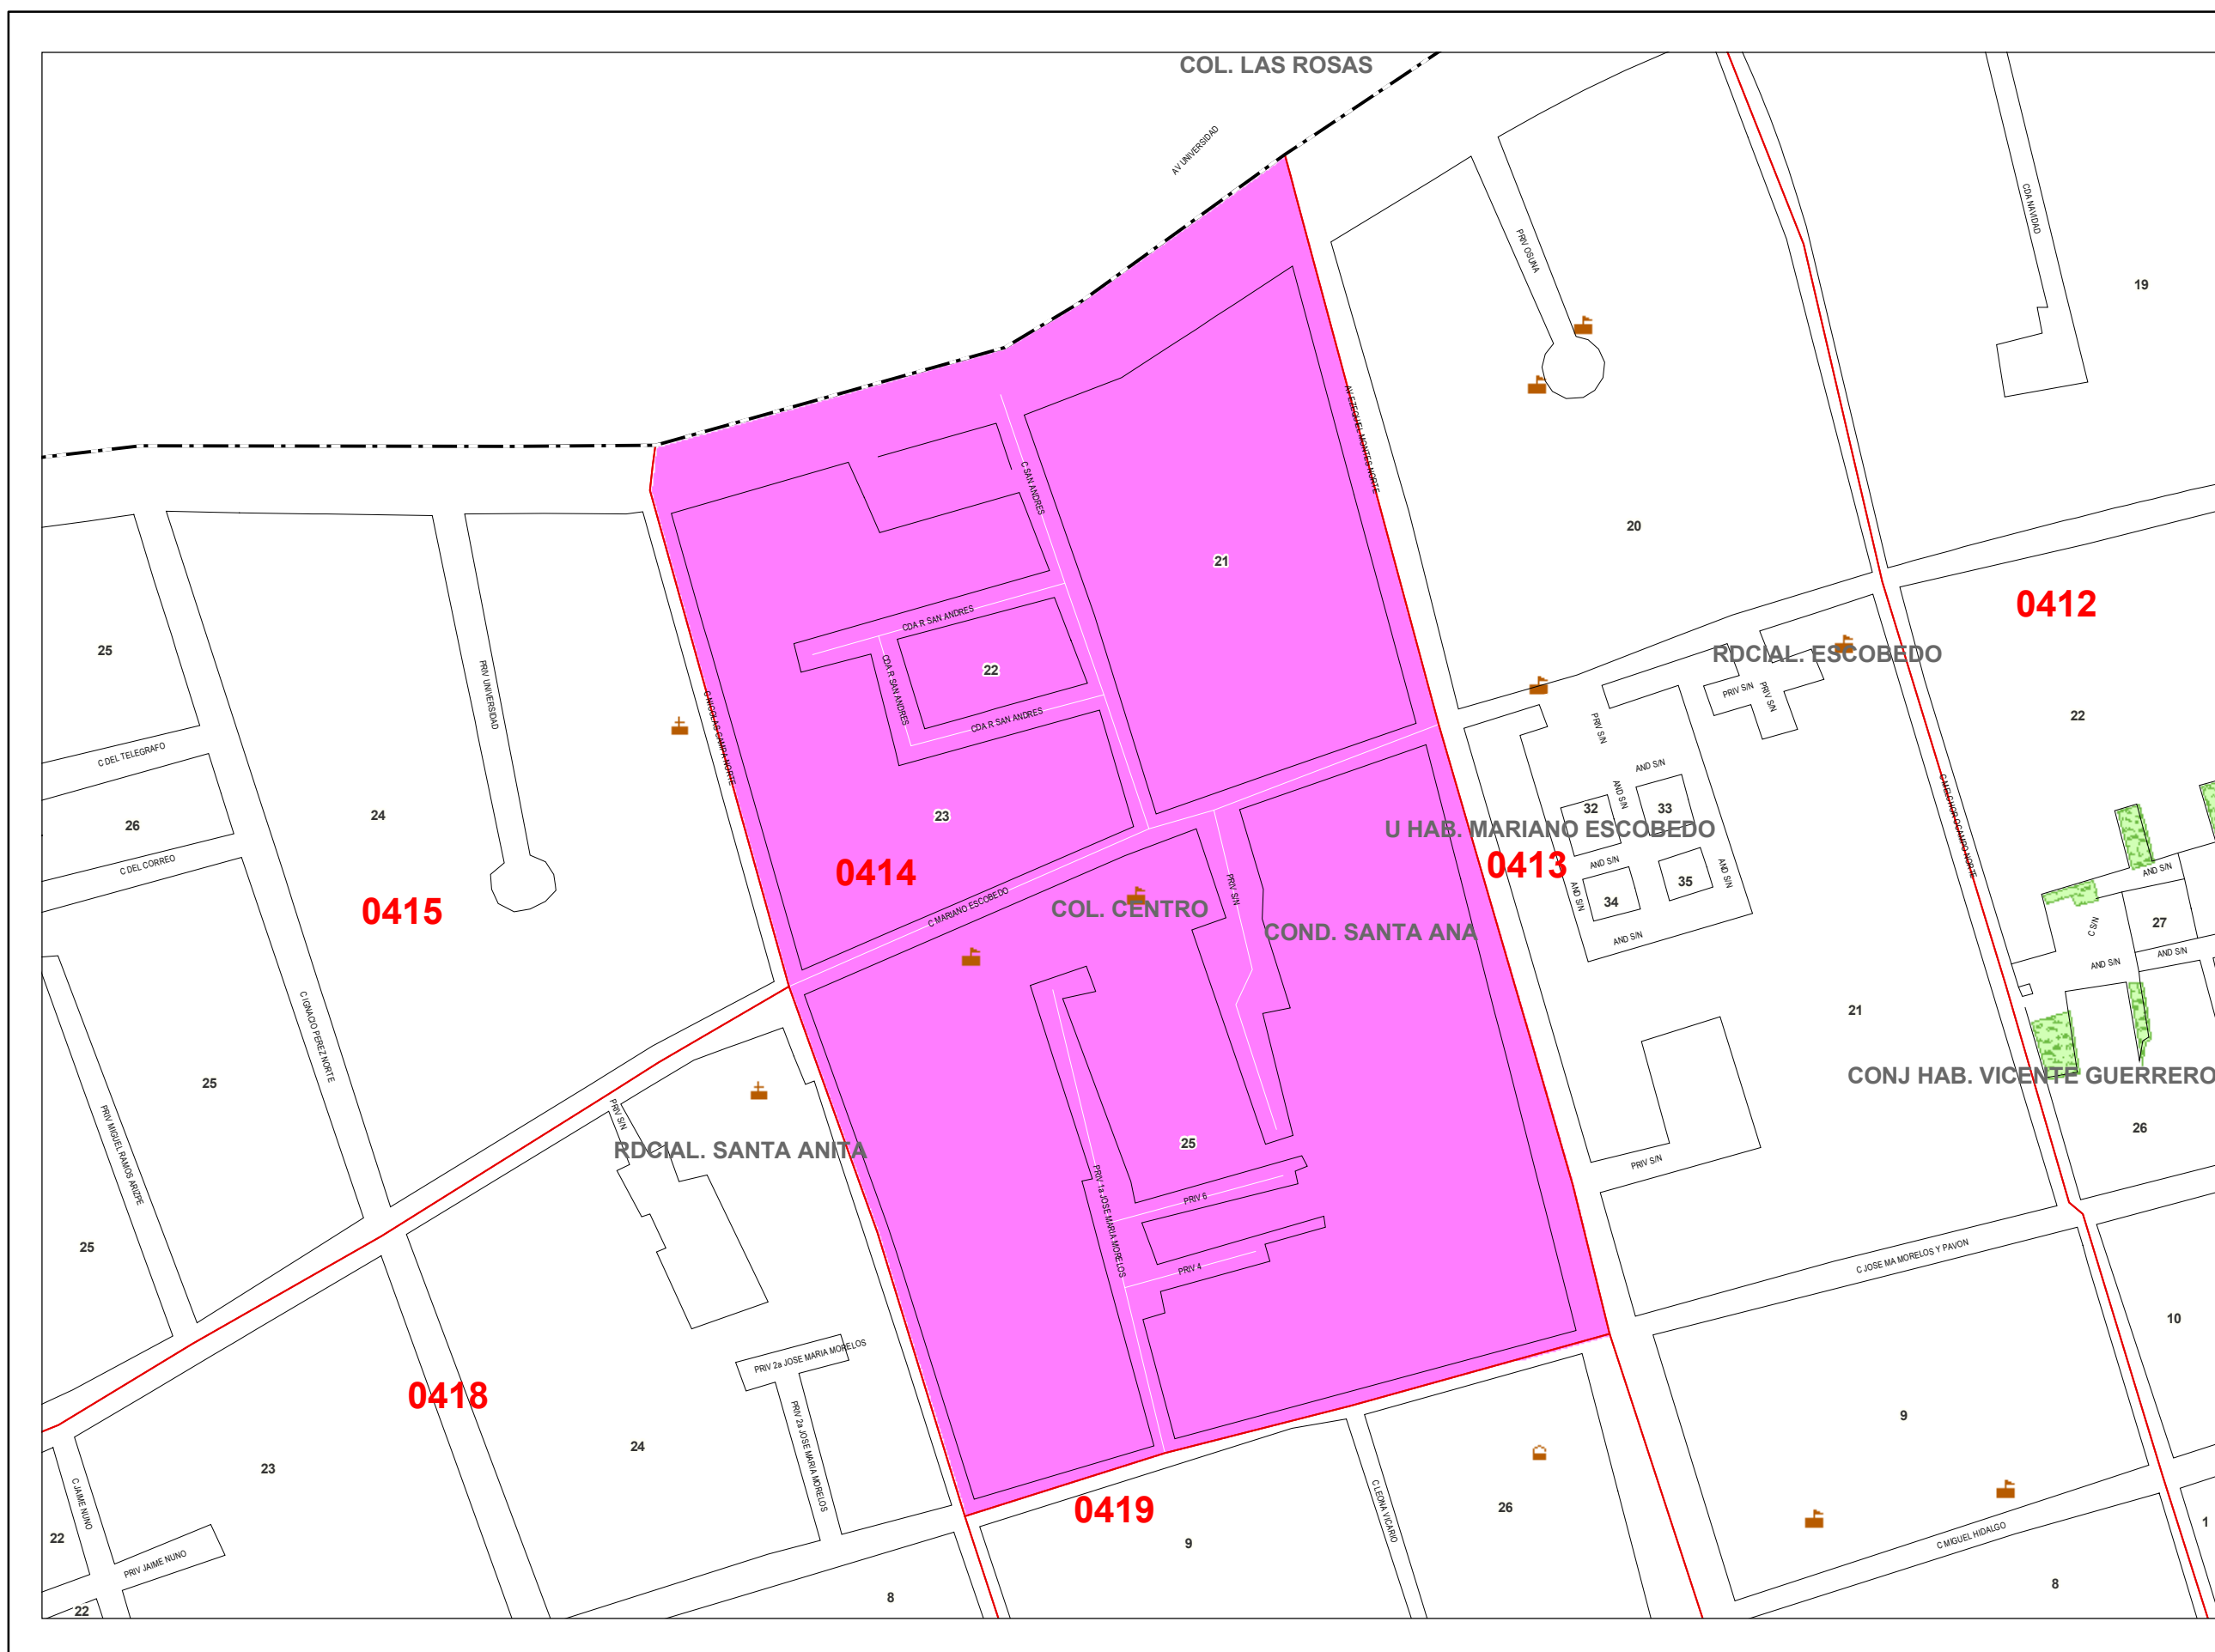 COL. LAS ROSAS
AV UNIVERSIDAD
CDA NAVIDAD
PRIV OSUNA
19
AV EZEQUIEL MONTES NORTE
C SAN ANDRES
20
21
0412
CDA R SAN ANDRES
25
PRIV UNIVERSIDAD
22
CDA R SAN ANDRES
CDA R SAN ANDRES
RDCIAL. ESCOBEDO
PRIV S/N
PRIV S/N
PRIV S/N
22
C NICOLAS CAMPA NORTE
C DEL TELEGRAFO
AND S/N
AND S/N
26
24
23
32
33
U HAB. MARIANO ESCOBEDO
C MELCHOR OCAMPO NORTE
C DEL CORREO
0414
0413
AND S/N
AND S/N
AND S/N
35
34
AND S/N
PRIV S/N
0415
C MARIANO ESCOBEDO
COL. CENTRO
COND. SANTA ANA
AND S/N
C S/N
27
AND S/N
AND S/N
C IGNACIO PEREZ NORTE
21
25
CONJ HAB. VICENTE GUERRERO
PRIV S/N
PRIV MIGUEL RAMOS ARIZPE
RDCIAL. SANTA ANITA
25
26
PRIV S/N
PRIV 1a JOSE MARIA MORELOS
PRIV 6
25
PRIV 4
C JOSE MA MORELOS Y PAVON
10
PRIV 2a JOSE MARIA MORELOS
0418
PRIV 2a JOSE MARIA MORELOS
9
24
23
C JAIME NUNO
0419
C LEONA VICARIO
26
1
22
9
C MIGUEL HIDALGO
PRIV JAIME NUNO
8
8
22